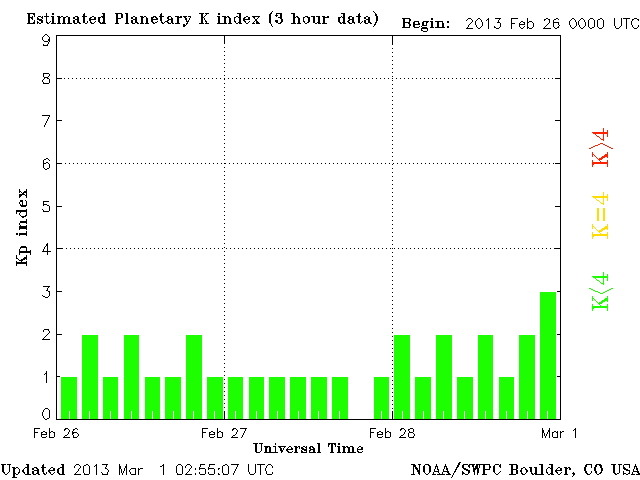 Estimated Planetary K index (3 hour data) Begin: 2013 Feb 26 0000 UTC
9
8
7
6
5
4
3
2
1
0
Kp index
K>4
K=4
K<4
Feb 26 Feb 27 Feb 28 Mar 1
Universal Time
Updated 2013 Mar 1 02:55:07 UTC NOAA/SWPC Boulder, CO USA